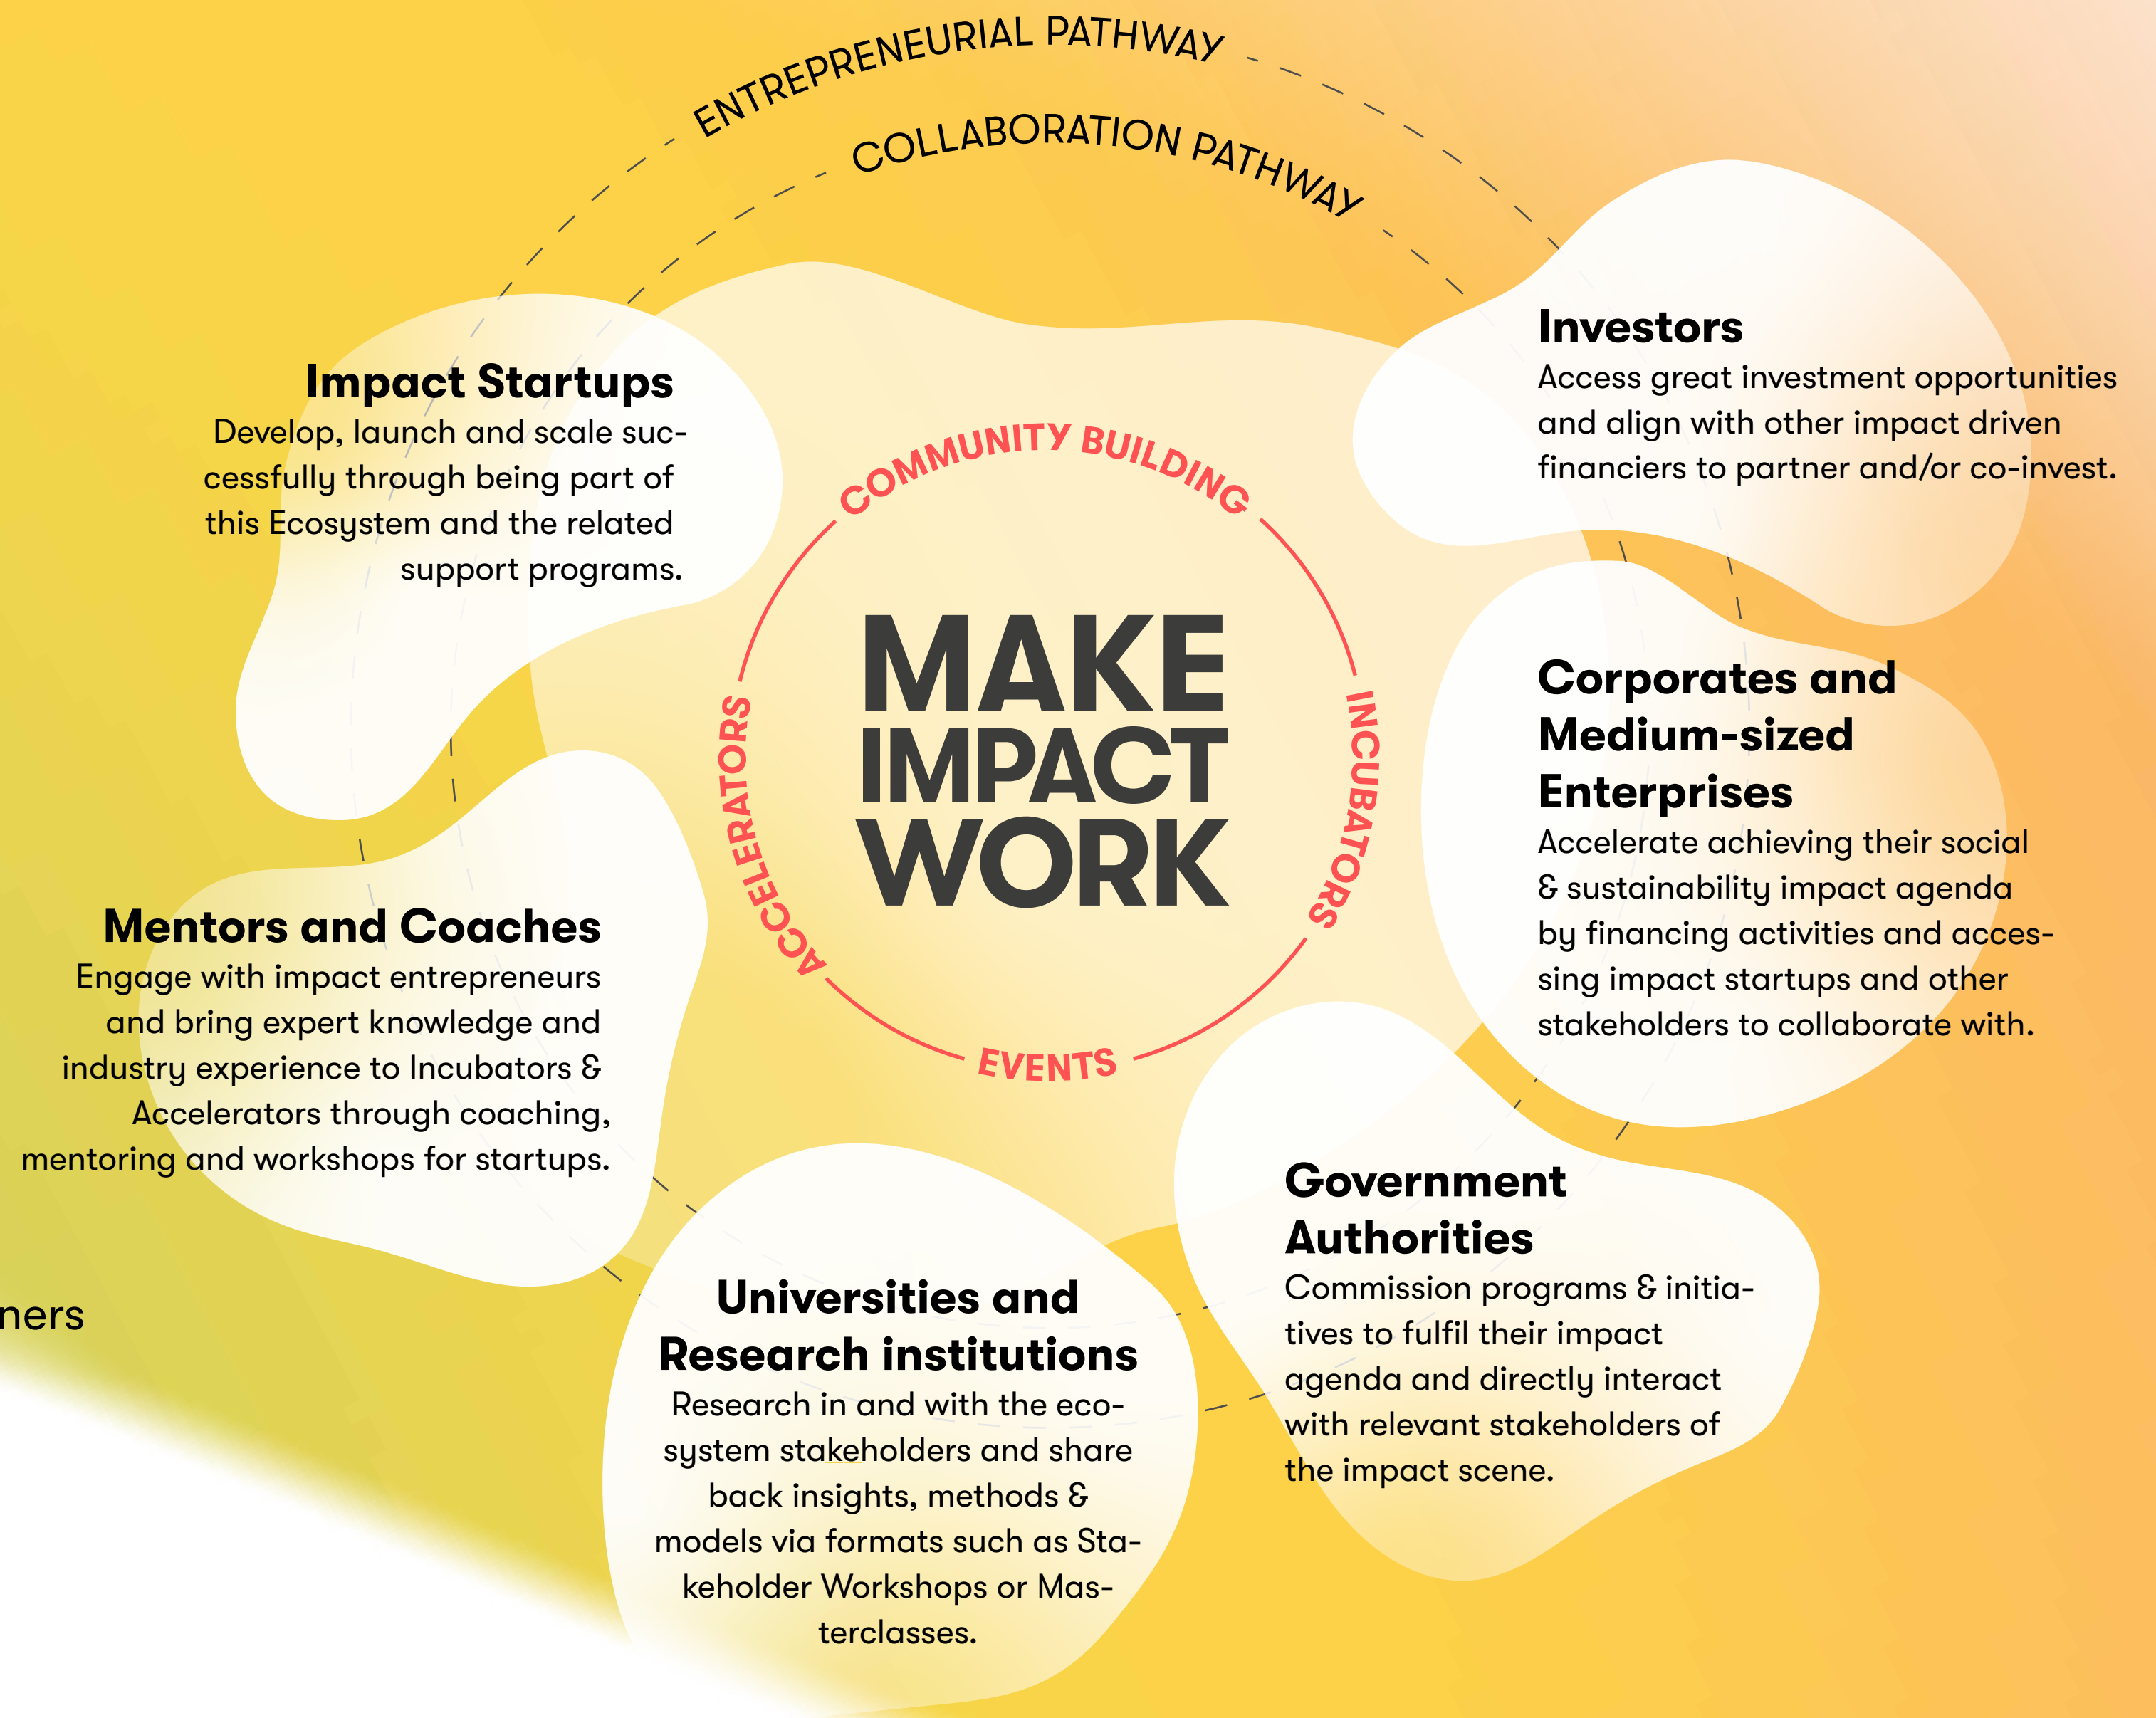 ENTREPRENEURIAL PATHWAY
COLLABORATION PATHWAY
Impact Startups
Develop, launch and scale suc-
cessfully through being part of
this Ecosystem and the related
support programs.
Investors
Access great investment opportunities
and align with other impact driven
financiers to partner and/or co-invest.
COMMUNITY BUILDING
INCUBATORS
EVENTS
ACCELERATORS
MAKE
IMPACT
WORK
Corporates and
Medium-sized
Enterprises
Accelerate achieving their social
& sustainability impact agenda
by financing activities and acces-
sing impact startups and other
stakeholders to collaborate with.
Mentors and Coaches
Engage with impact entrepreneurs
and bring expert knowledge and
industry experience to Incubators &
Accelerators through coaching,
mentoring and workshops for startups.
Government
Authorities
Commission programs & initia-
tives to fulfil their impact
agenda and directly interact
with relevant stakeholders of
the impact scene.
Universities and
Research institutions
Research in and with the eco-
system stakeholders and share
back insights, methods &
models via formats such as Sta-
keholder Workshops or Mas-
terclasses.
ners